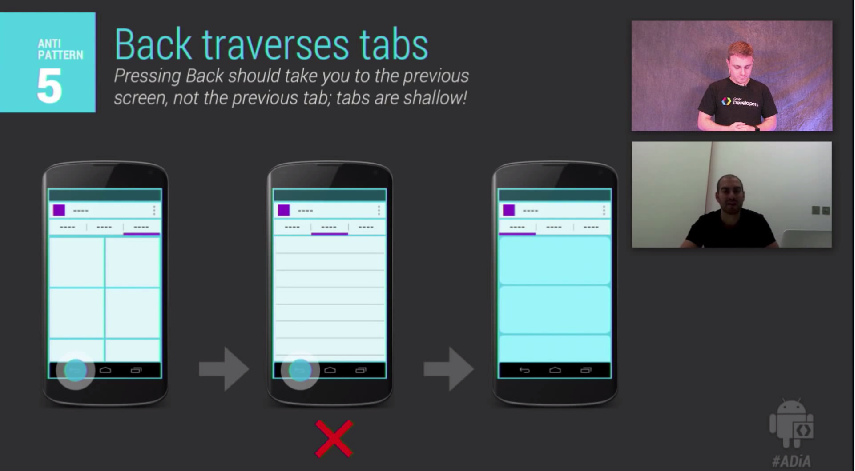 ANTI
PATTERN
5
Back traverses tabs
Pressing Back should take you to the previous
screen, not the previous tab; tabs are shallow!
Developers
#ADiA